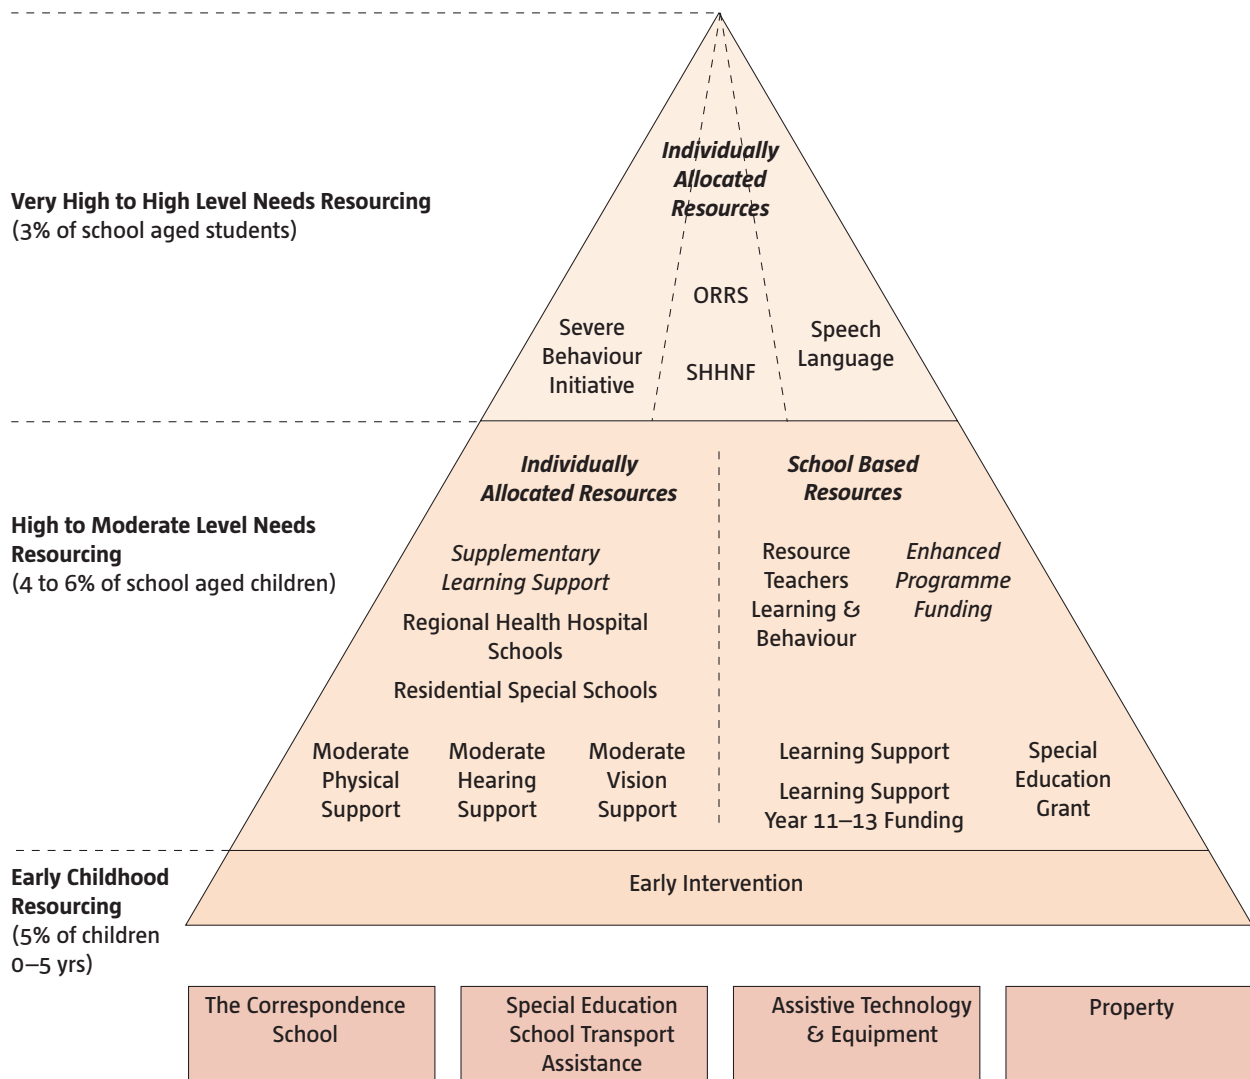 Very High to High Level Needs Resourcing
(3% of school aged students)
Individually
Allocated
Resources
ORRS
SHHNF
Severe
Behaviour
Initiative
Speech
Language
High to Moderate Level Needs
Resourcing
(4 to 6% of school aged children)
Individually
Allocated Resources
Supplementary
Learning Support
Regional Health Hospital
Schools
Residential Special Schools
Moderate
Physical
Support
Moderate
Hearing
Support
Moderate
Vision
Support
School Based
Resources
Resource
Teachers
Learning &
Behaviour
Enhanced
Programme
Funding
Learning Support
Learning Support
Year 11–13 Funding
Special
Education
Grant
Early Childhood
Resourcing
(5% of children
0–5 yrs)
Early Intervention
The Correspondence
School
Special Education
School Transport
Assistance
Assistive Technology
& Equipment
Property